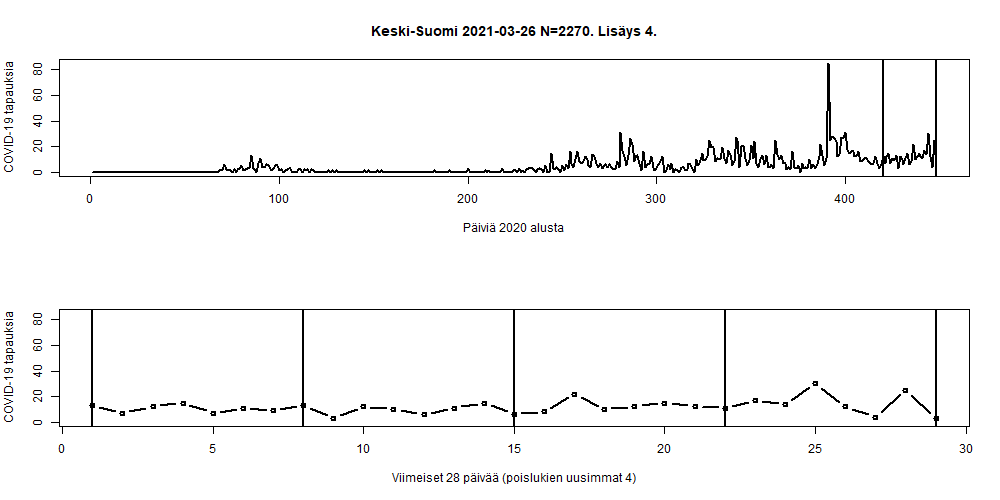 Keski-Suomi 2021-03-26 N=2270. Lisäys 4.
COVID-19 tapauksia
80
60
40
20
0
0 100 200 300 400
Päiviä 2020 alusta
COVID-19 tapauksia
80
60
40
20
0
0 5 10 15 20 25 30
Viimeiset 28 päivää (poislukien uusimmat 4)